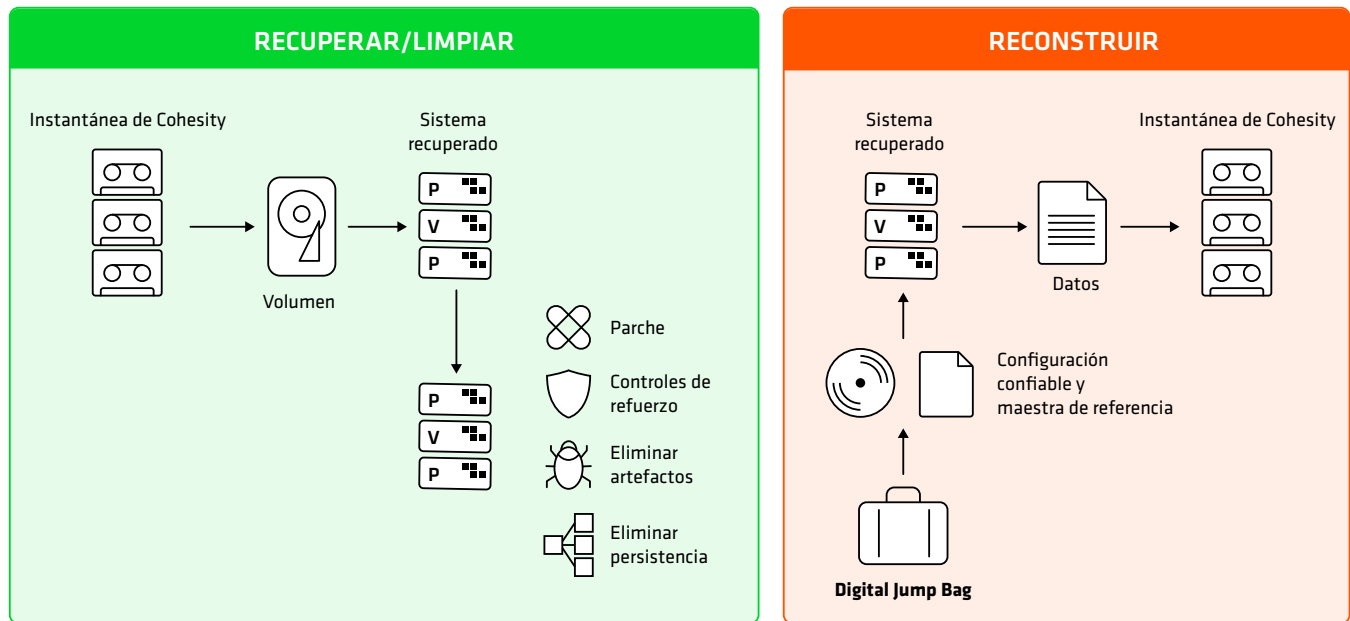 RECUPERAR/LIMPIAR
Instantánea de Cohesity
Volumen
Sistema
recuperado
P
V
P
P
V
P
Parche
Controles de
refuerzo
Eliminar
artefactos
Eliminar
persistencia
RECONSTRUIR
Sistema
recuperado
P
V
P
Datos
Instantánea de Cohesity
Configuración
confiable y
maestra de referencia
Digital Jump Bag